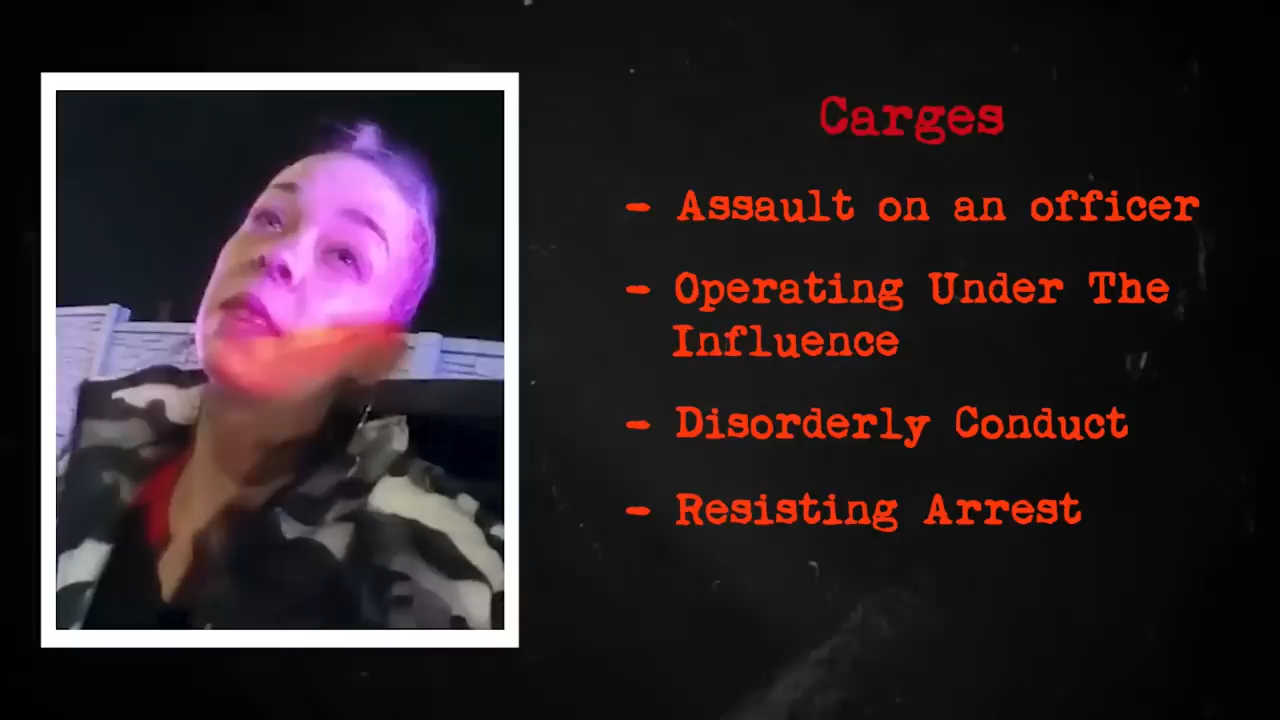 Carges
- Assault on an officer
- Operating Under The
Influence
- Disorderly Conduct
- Resisting Arrest